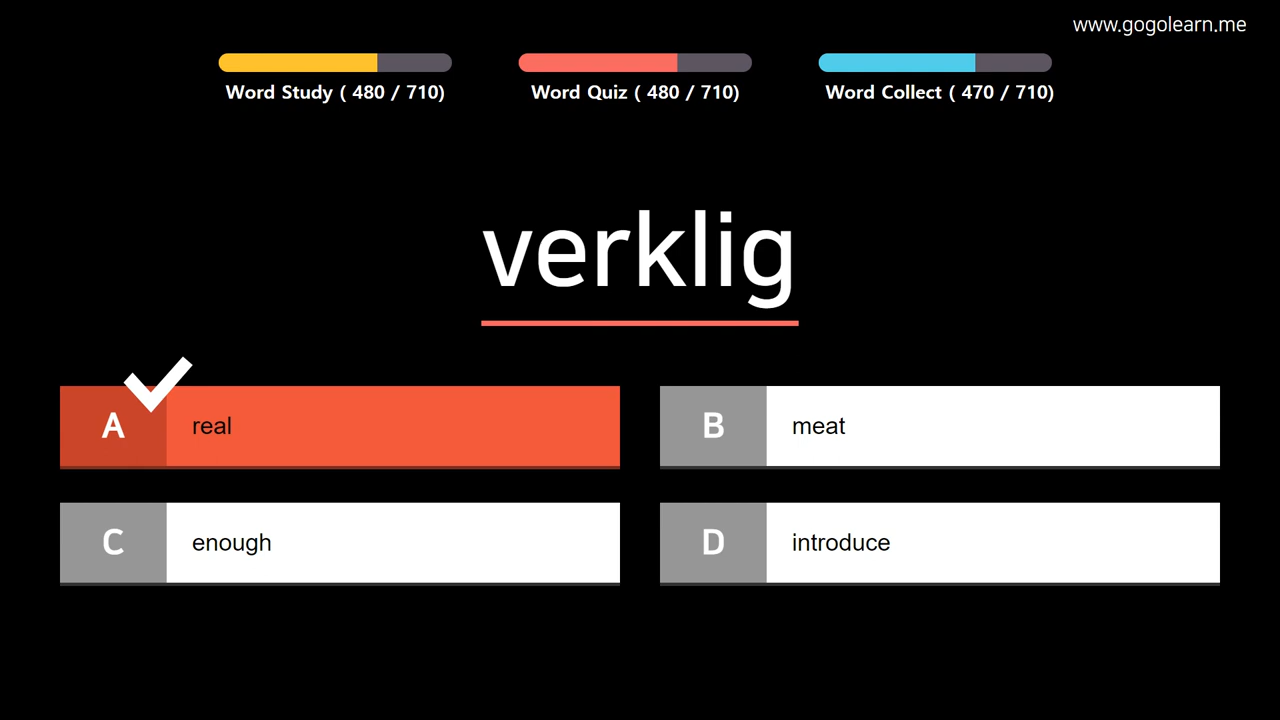 www.gogolearn.me
Word Study ( 480 / 710)
Word Quiz ( 480 / 710)
Word Collect ( 470 / 710)
verklig
A real
B meat
C enough
D introduce